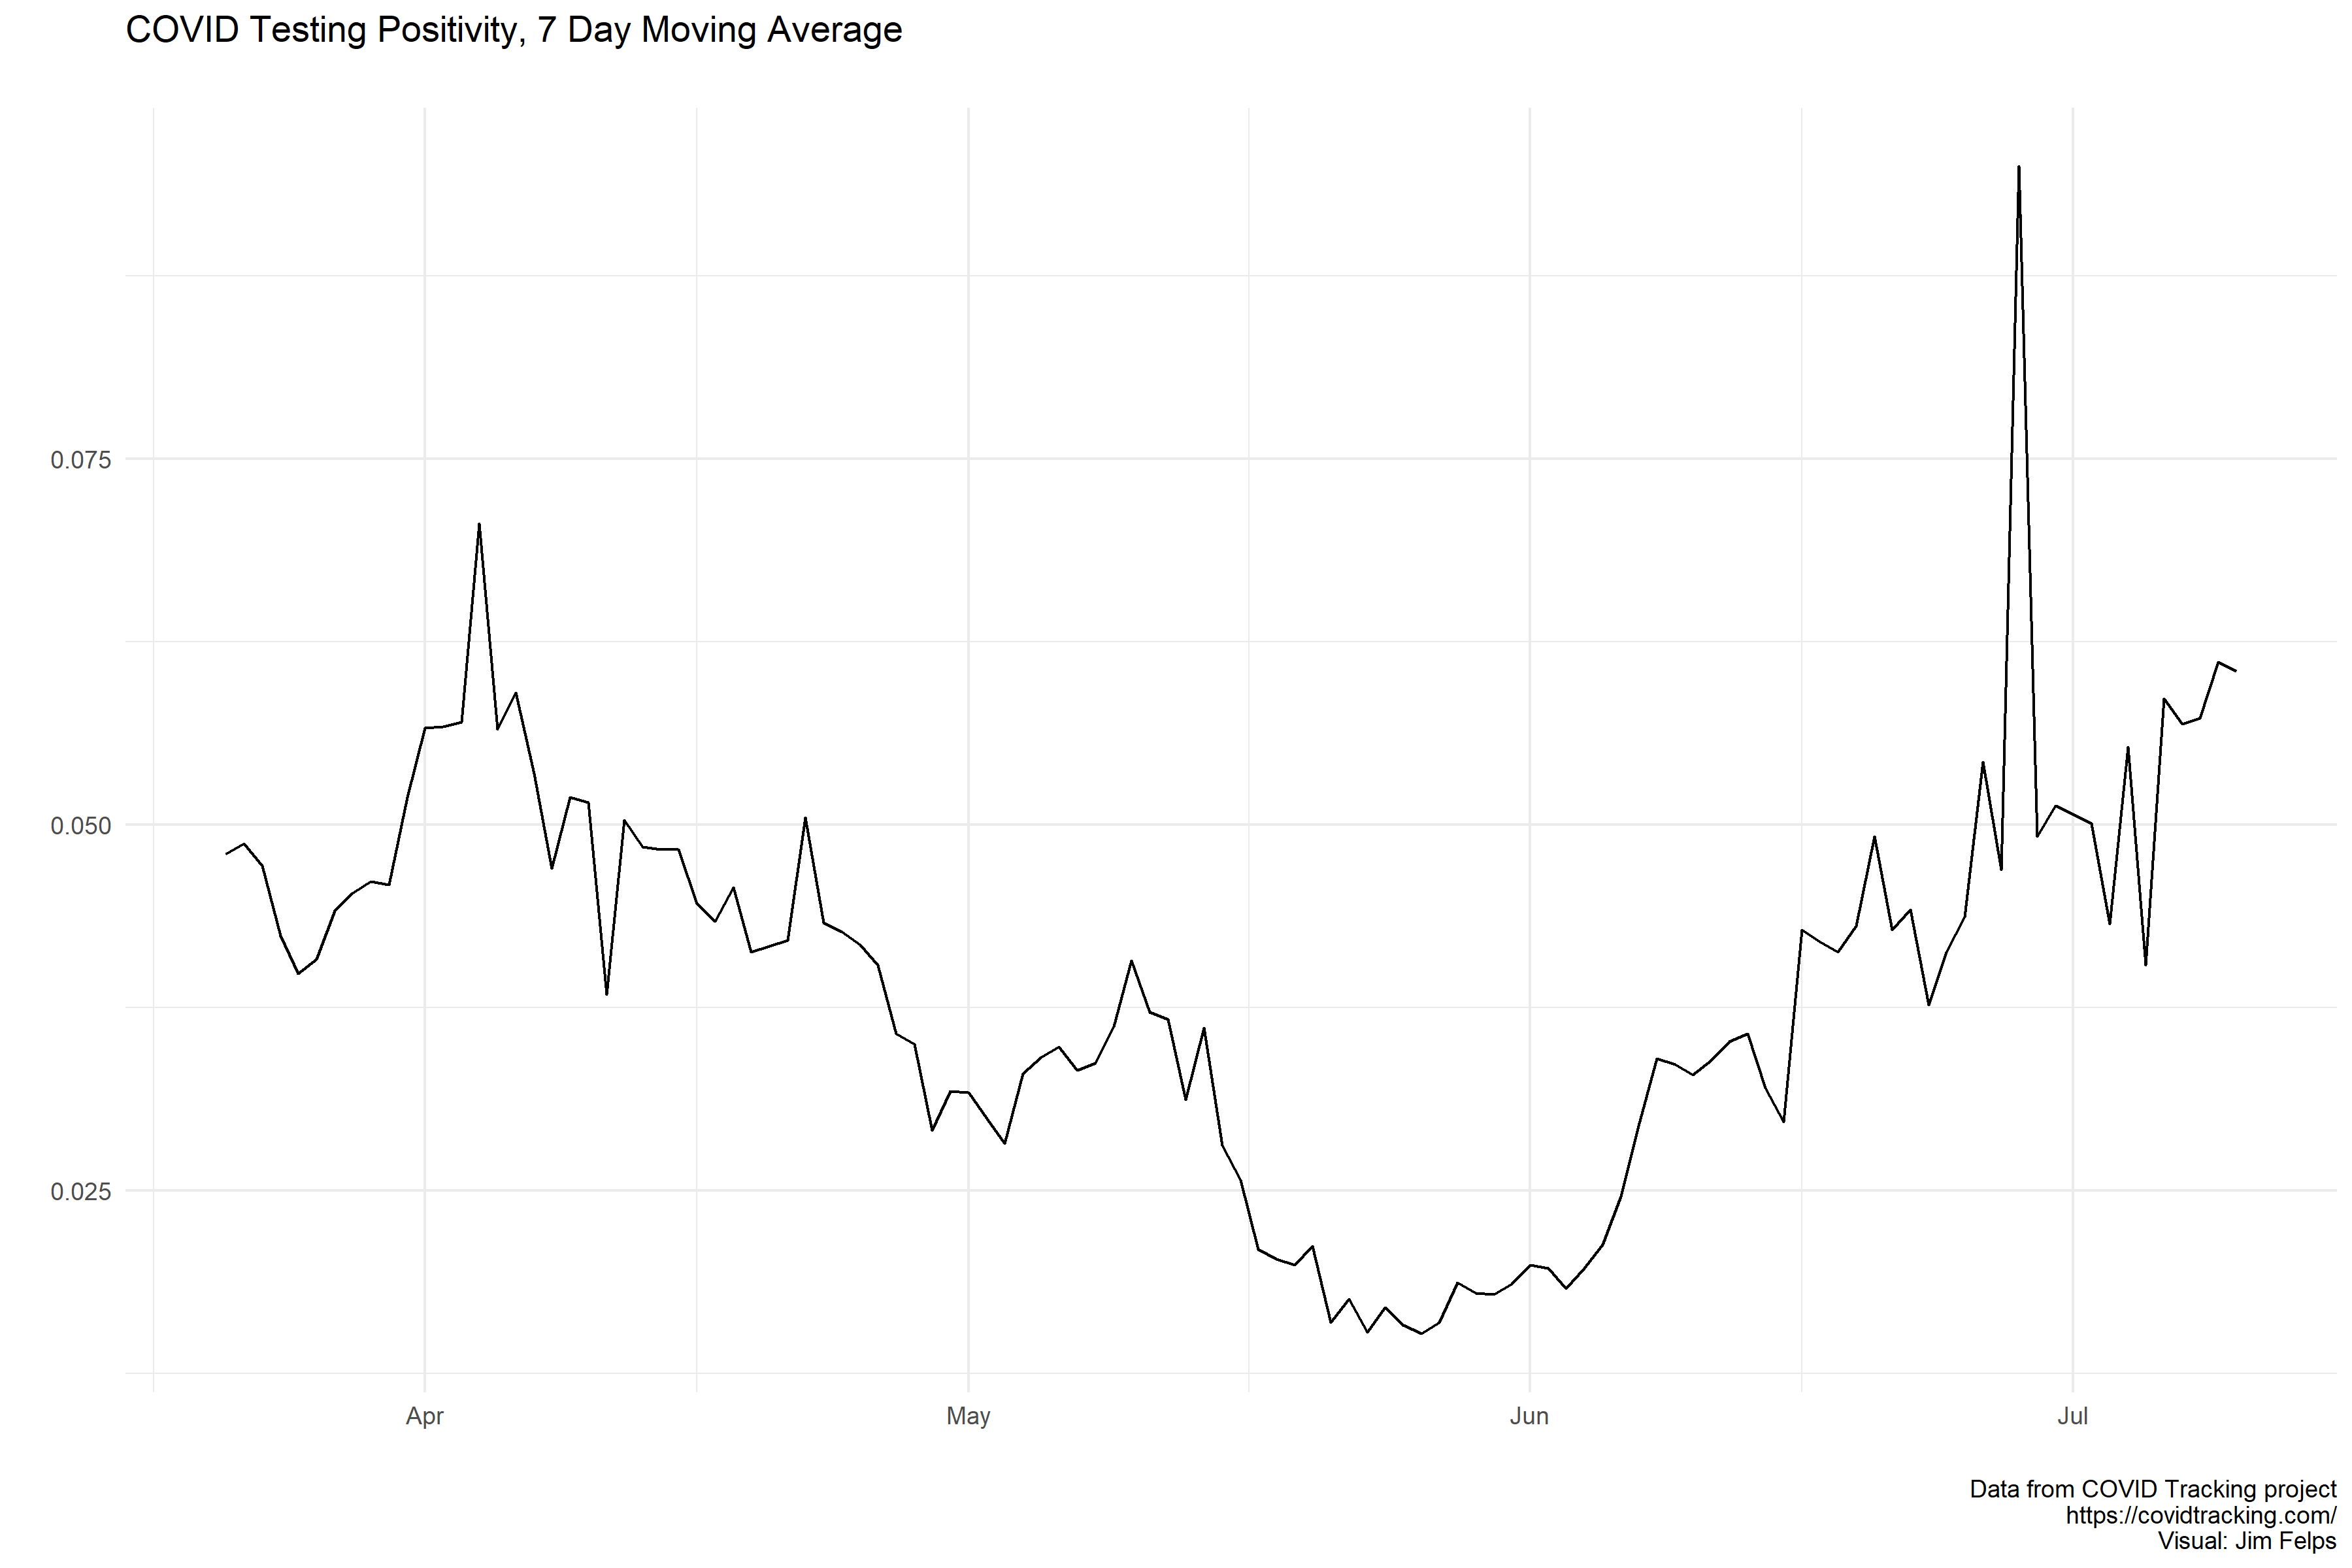 COVID Testing Positivity, 7 Day Moving Average
0.075
0.050
0.025
Apr May Jun Jul
Data from COVID Tracking project
https://covidtracking.com/
Visual: Jim Felps